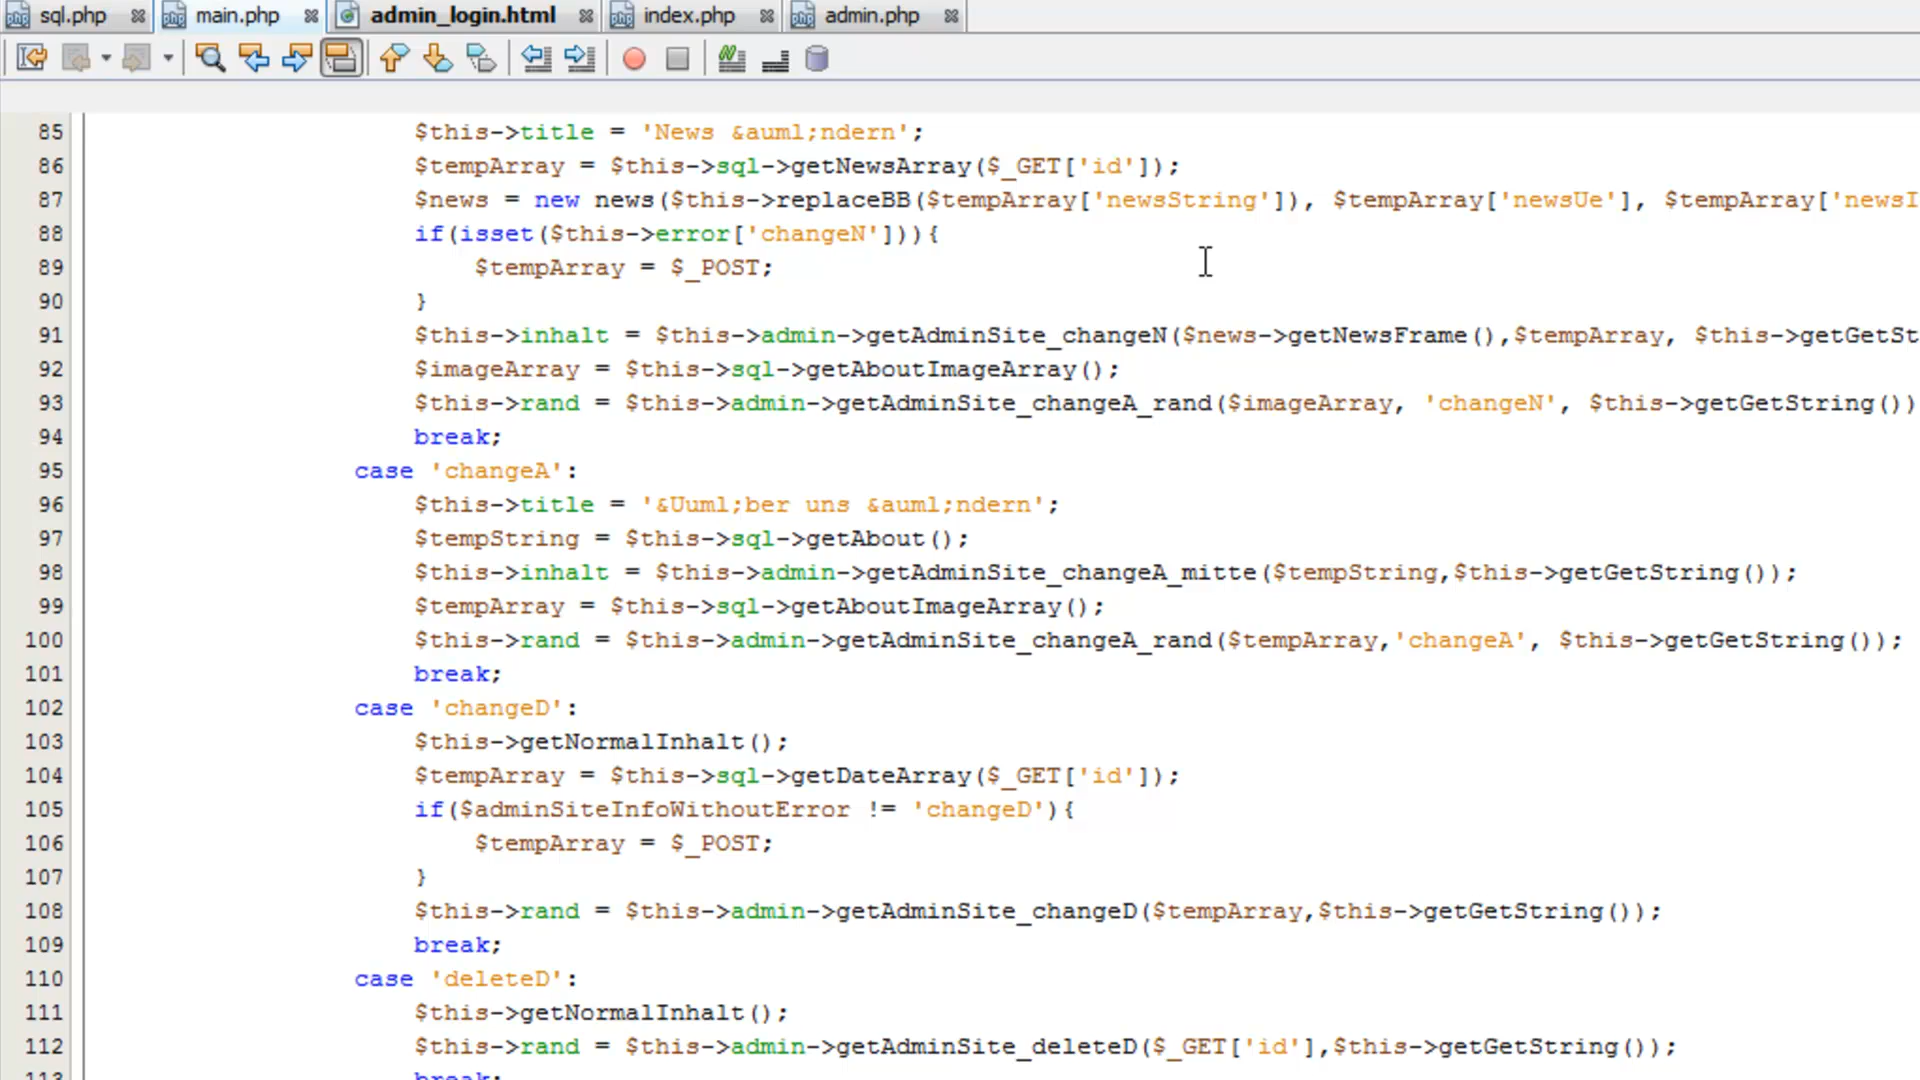 sql.php main.php admin_login.html index.php admin.php
85 $this->title = 'News &auml;ndern';
86 $tempArray = $this->sql->getNewsArray($_GET['id']);
87 $news = new news($this->replaceBB($tempArray['newsString']), $tempArray['newsUe'], $tempArray['newsI
88 if(isset($this->error['changeN'])){
89 $tempArray = $_POST;
90 }
91 $this->inhalt = $this->admin->getAdminSite_changeN($news->getNewsFrame(),$tempArray, $this->getGetSt
92 $imageArray = $this->sql->getAboutImageArray();
93 $this->rand = $this->admin->getAdminSite_changeA_rand($imageArray, 'changeN', $this->getGetString())
94 break;
95 case 'changeA':
96 $this->title = '&Uuml;ber uns &auml;ndern';
97 $tempString = $this->sql->getAbout();
98 $this->inhalt = $this->admin->getAdminSite_changeA_mitte($tempString,$this->getGetString());
99 $tempArray = $this->sql->getAboutImageArray();
100 $this->rand = $this->admin->getAdminSite_changeA_rand($tempArray,'changeA', $this->getGetString());
101 break;
102 case 'changeD':
103 $this->getNormalInhalt();
104 $tempArray = $this->sql->getDateArray($_GET['id']);
105 if($adminSiteInfoWithoutError != 'changeD'){
106 $tempArray = $_POST;
107 }
108 $this->rand = $this->admin->getAdminSite_changeD($tempArray,$this->getGetString());
109 break;
110 case 'deleteD':
111 $this->getNormalInhalt();
112 $this->rand = $this->admin->getAdminSite_deleteD($_GET['id'],$this->getGetString());
113 break;